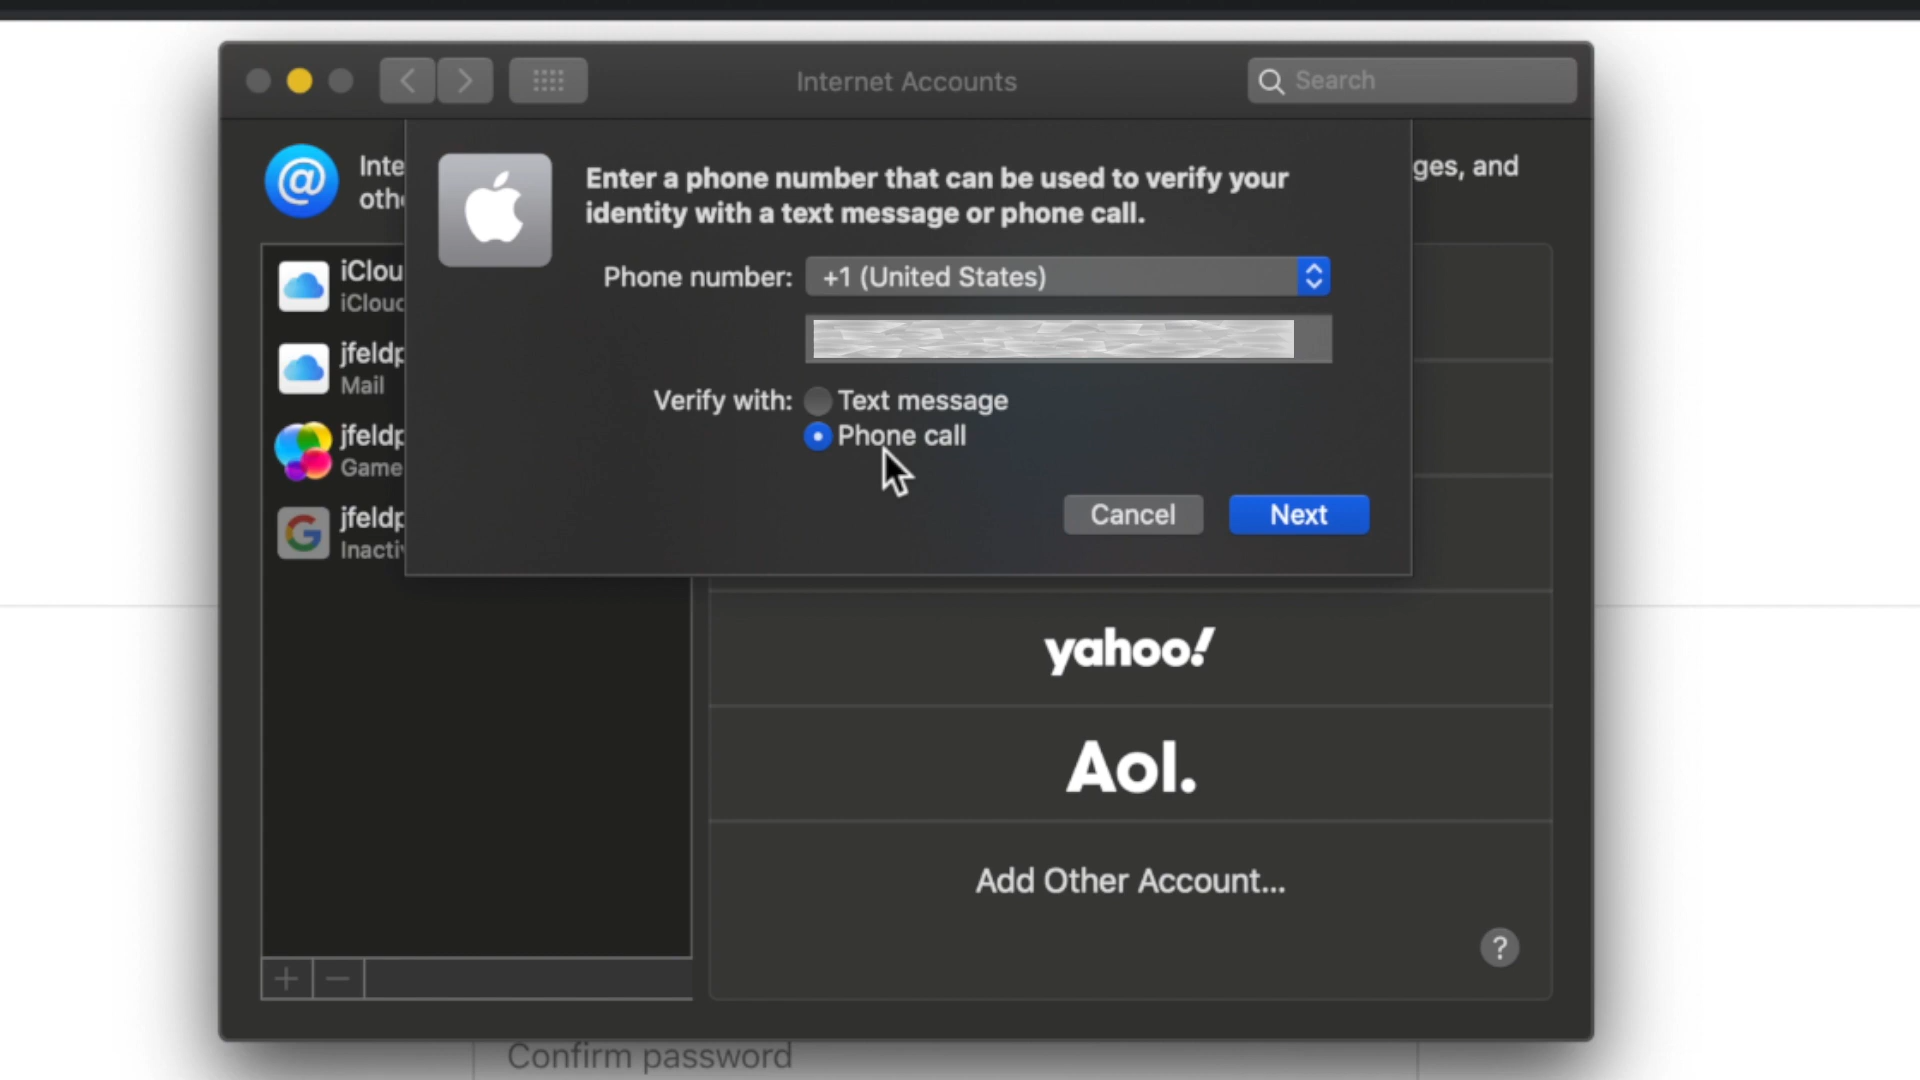 Internet Accounts
Search
Inte
othe
ges, and
Enter a phone number that can be used to verify your
identity with a text message or phone call.
Phone number:
+1 (United States)
Verify with:
Text message
Phone call
Cancel
Next
iClou
iCloud
jfeldp
Mail
jfeldp
Game
jfeldp
Inacti
yahoo!
Aol.
Add Other Account...
?
Confirm password